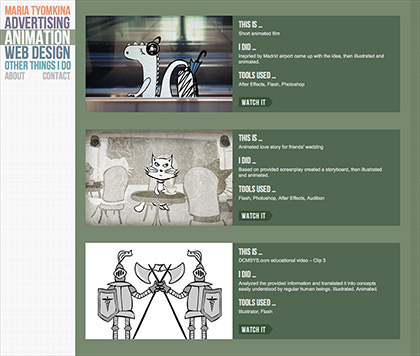 MARIA TYOMKINA
ADVERTISING
ANIMATION
WEB DESIGN
OTHER THINGS I DO
ABOUT CONTACT
THIS IS ...
Short animated film
I DID ...
Inspired by Madrid airport came up with the idea, then illustrated and
animated.
TOOLS USED ...
After Effects, Flash, Photoshop
WATCH IT
THIS IS ...
Animated love story for friends' wedding
I DID ...
Based on provided screenplay created a storyboard, then illustrated
and animated.
TOOLS USED ...
Flash, Photoshop, After Effects, Audition
WATCH IT
THIS IS ...
DCMSYS.com educational video – Clip 3
I DID ...
Analyzed the provided information and translated it into concepts
easily understood by regular human beings. Illustrated. Animated.
TOOLS USED ...
Illustrator, Flash
WATCH IT